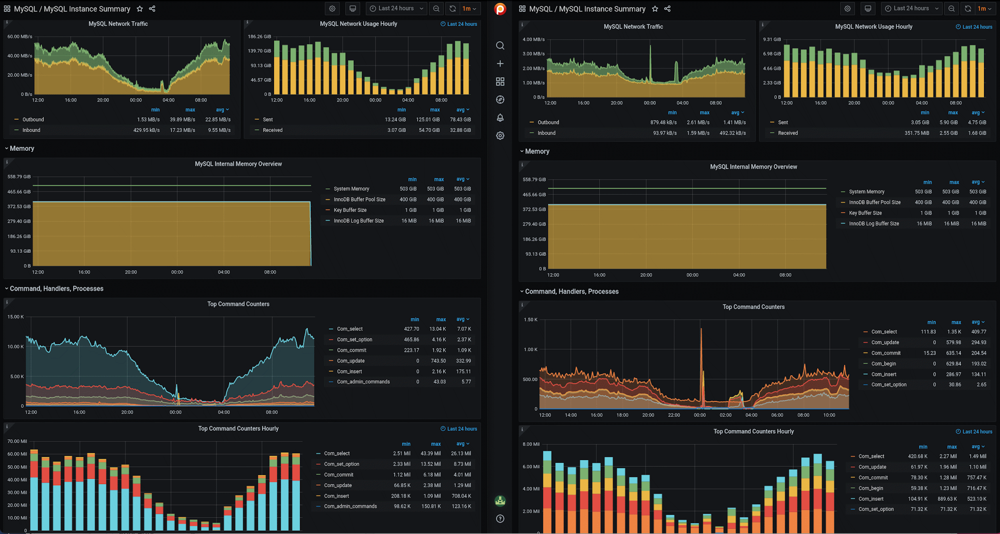 MySQL / MySQL Instance Summary
Last 24 hours
1m
MySQL Network Traffic
60.00 MB/s
40.00 MB/s
20.00 MB/s
0 B/s
12:00 16:00 20:00 00:00 04:00 08:00
min max avg
Outbound 1.53 MB/s 39.89 MB/s 22.85 MB/s
Inbound 429.95 kB/s 17.23 MB/s 9.55 MB/s
MySQL Network Usage Hourly
Last 24 hours
186.26 GiB
139.70 GiB
93.13 GiB
46.57 GiB
0 B
12:00 16:00 20:00 00:00 04:00 08:00
min max avg
Sent 13.24 GiB 125.01 GiB 78.43 GiB
Received 3.07 GiB 54.70 GiB 32.88 GiB
Memory
MySQL Internal Memory Overview
558.79 GiB
465.66 GiB
372.53 GiB
279.40 GiB
186.26 GiB
93.13 GiB
0 B
12:00 16:00 20:00 00:00 04:00 08:00
min max avg
System Memory 503 GiB 503 GiB 503 GiB
InnoDB Buffer Pool Size 400 GiB 400 GiB 400 GiB
Key Buffer Size 1 GiB 1 GiB 1 GiB
InnoDB Log Buffer Size 16 MiB 16 MiB 16 MiB
Command, Handlers, Processes
Top Command Counters
15.00 K
10.00 K
5.00 K
0
12:00 16:00 20:00 00:00 04:00 08:00
min max avg
Com_select 427.70 13.04 K 7.07 K
Com_set_option 465.86 4.16 K 2.37 K
Com_commit 223.17 1.92 K 1.09 K
Com_update 0 743.50 332.99
Com_insert 0 2.16 K 175.11
Com_admin_commands 0 43.03 5.77
Top Command Counters Hourly
Last 24 hours
70.00 Mil
60.00 Mil
50.00 Mil
40.00 Mil
30.00 Mil
20.00 Mil
10.00 Mil
0
min max avg
Com_select 2.51 Mil 43.39 Mil 26.13 Mil
Com_set_option 2.33 Mil 13.52 Mil 8.73 Mil
Com_commit 1.12 Mil 6.18 Mil 4.01 Mil
Com_update 66.85 K 2.38 Mil 1.29 Mil
Com_insert 208.18 K 1.09 Mil 708.04 K
Com_admin_commands 98.62 K 150.81 K 123.16 K
MySQL / MySQL Instance Summary
Last 24 hours
1m
MySQL Network Traffic
4.00 MB/s
3.00 MB/s
2.00 MB/s
1.00 MB/s
0 B/s
12:00 16:00 20:00 00:00 04:00 08:00
min max avg
Outbound 879.48 kB/s 2.61 MB/s 1.41 MB/s
Inbound 93.97 kB/s 1.59 MB/s 492.32 kB/s
MySQL Network Usage Hourly
Last 24 hours
9.31 GiB
6.98 GiB
4.66 GiB
2.33 GiB
0 B
12:00 16:00 20:00 00:00 04:00 08:00
min max avg
Sent 3.05 GiB 5.90 GiB 4.75 GiB
Received 351.75 MiB 2.55 GiB 1.68 GiB
Memory
MySQL Internal Memory Overview
558.79 GiB
465.66 GiB
372.53 GiB
279.40 GiB
186.26 GiB
93.13 GiB
0 B
12:00 16:00 20:00 00:00 04:00 08:00
min max avg
System Memory 503 GiB 503 GiB 503 GiB
InnoDB Buffer Pool Size 400 GiB 400 GiB 400 GiB
Key Buffer Size 1 GiB 1 GiB 1 GiB
InnoDB Log Buffer Size 16 MiB 16 MiB 16 MiB
Command, Handlers, Processes
Top Command Counters
1.50 K
1.00 K
500.00
0
12:00 14:00 16:00 18:00 20:00 22:00 00:00 02:00 04:00 06:00 08:00 10:00
min max avg
Com_select 111.83 1.35 K 409.77
Com_update 0 579.98 294.93
Com_commit 15.23 635.14 204.54
Com_begin 0 629.84 193.02
Com_insert 0 286.97 134.11
Com_set_option 0 30.86 2.65
Top Command Counters Hourly
Last 24 hours
8.00 Mil
6.00 Mil
4.00 Mil
2.00 Mil
0
min max avg
Com_select 420.68 K 2.27 Mil 1.49 Mil
Com_update 61.97 K 1.96 Mil 1.10 Mil
Com_commit 78.30 K 1.28 Mil 757.47 K
Com_begin 59.38 K 1.23 Mil 716.47 K
Com_insert 104.91 K 889.63 K 523.10 K
Com_set_option 71.32 K 71.32 K 71.32 K